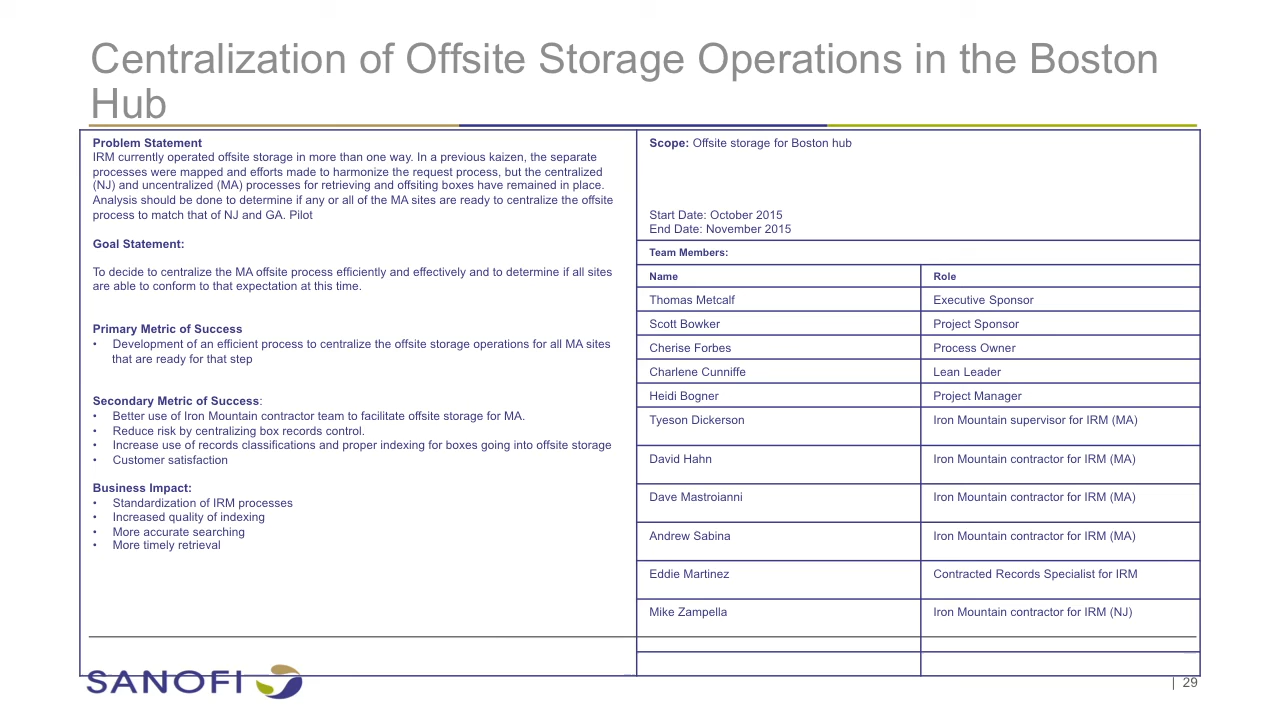 Centralization of Offsite Storage Operations in the Boston
Hub
Problem Statement
IRM currently operated offsite storage in more than one way. In a previous kaizen, the separate
processes were mapped and efforts made to harmonize the request process, but the centralized
(NJ) and uncentralized (MA) processes for retrieving and offsiting boxes have remained in place.
Analysis should be done to determine if any or all of the MA sites are ready to centralize the offsite
process to match that of NJ and GA. Pilot
Goal Statement:
To decide to centralize the MA offsite process efficiently and effectively and to determine if all sites
are able to conform to that expectation at this time.
Primary Metric of Success
• Development of an efficient process to centralize the offsite storage operations for all MA sites
that are ready for that step
Secondary Metric of Success:
• Better use of Iron Mountain contractor team to facilitate offsite storage for MA.
• Reduce risk by centralizing box records control.
• Increase use of records classifications and proper indexing for boxes going into offsite storage
• Customer satisfaction
Business Impact:
• Standardization of IRM processes
• Increased quality of indexing
• More accurate searching
• More timely retrieval
Scope: Offsite storage for Boston hub
Start Date: October 2015
End Date: November 2015
Team Members:
Name Role
Thomas Metcalf Executive Sponsor
Scott Bowker Project Sponsor
Cherise Forbes Process Owner
Charlene Cunniffe Lean Leader
Heidi Bogner Project Manager
Tyeson Dickerson Iron Mountain supervisor for IRM (MA)
David Hahn Iron Mountain contractor for IRM (MA)
Dave Mastroianni Iron Mountain contractor for IRM (MA)
Andrew Sabina Iron Mountain contractor for IRM (MA)
Eddie Martinez Contracted Records Specialist for IRM
Mike Zampella Iron Mountain contractor for IRM (NJ)
SANOFI
| 29